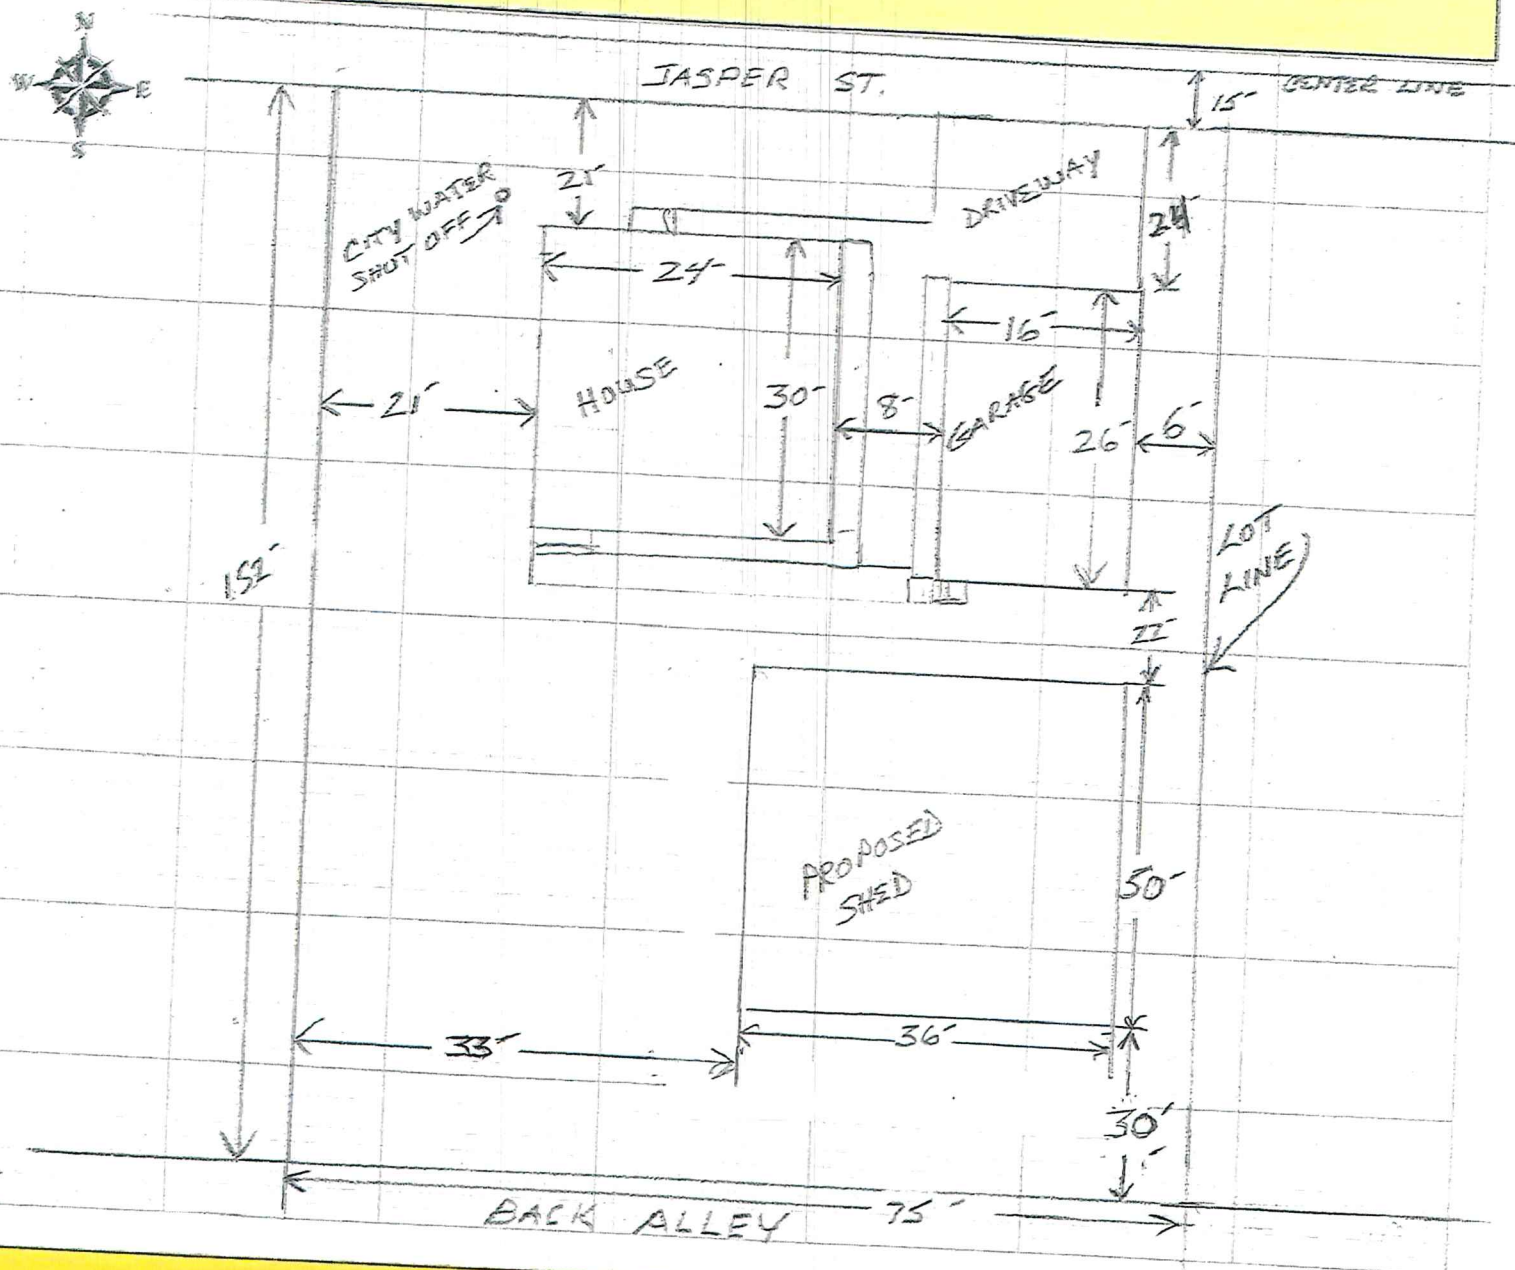 N
W E
S
JASPER ST.
CENTER LINE
15'
CITY WATER
SHUT OFF
21'
DRIVEWAY
24'
24'
16'
HOUSE
21'
30'
8'
GARAGE
26'
6'
LOT
LINE
152'
22'
PROPOSED
SHED
50'
33'
36'
30'
BACK ALLEY
75'